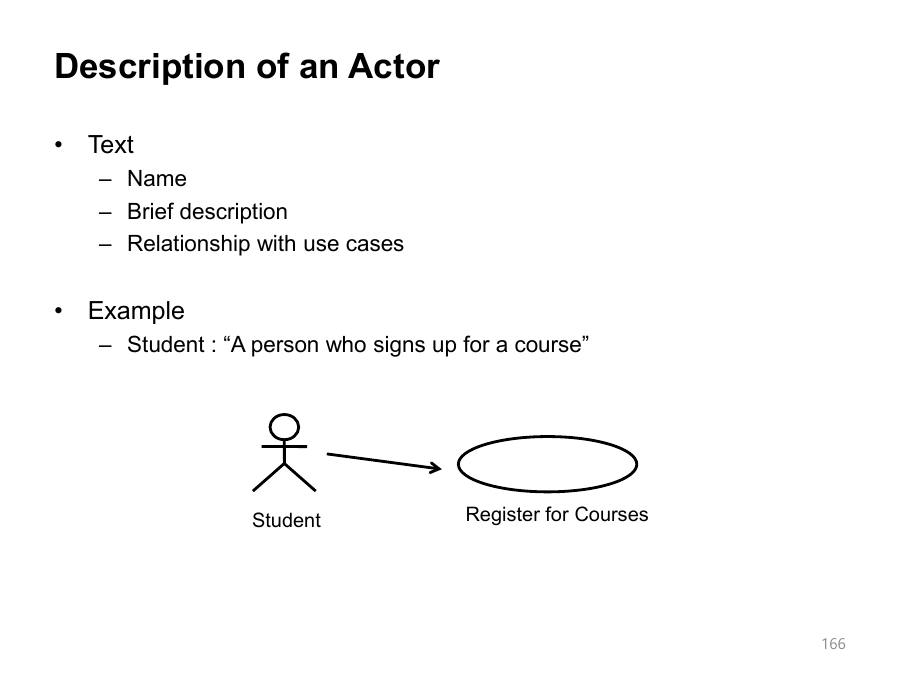 Description of an Actor
• Text
– Name
– Brief description
– Relationship with use cases
• Example
– Student : “A person who signs up for a course”
Student
Register for Courses
166